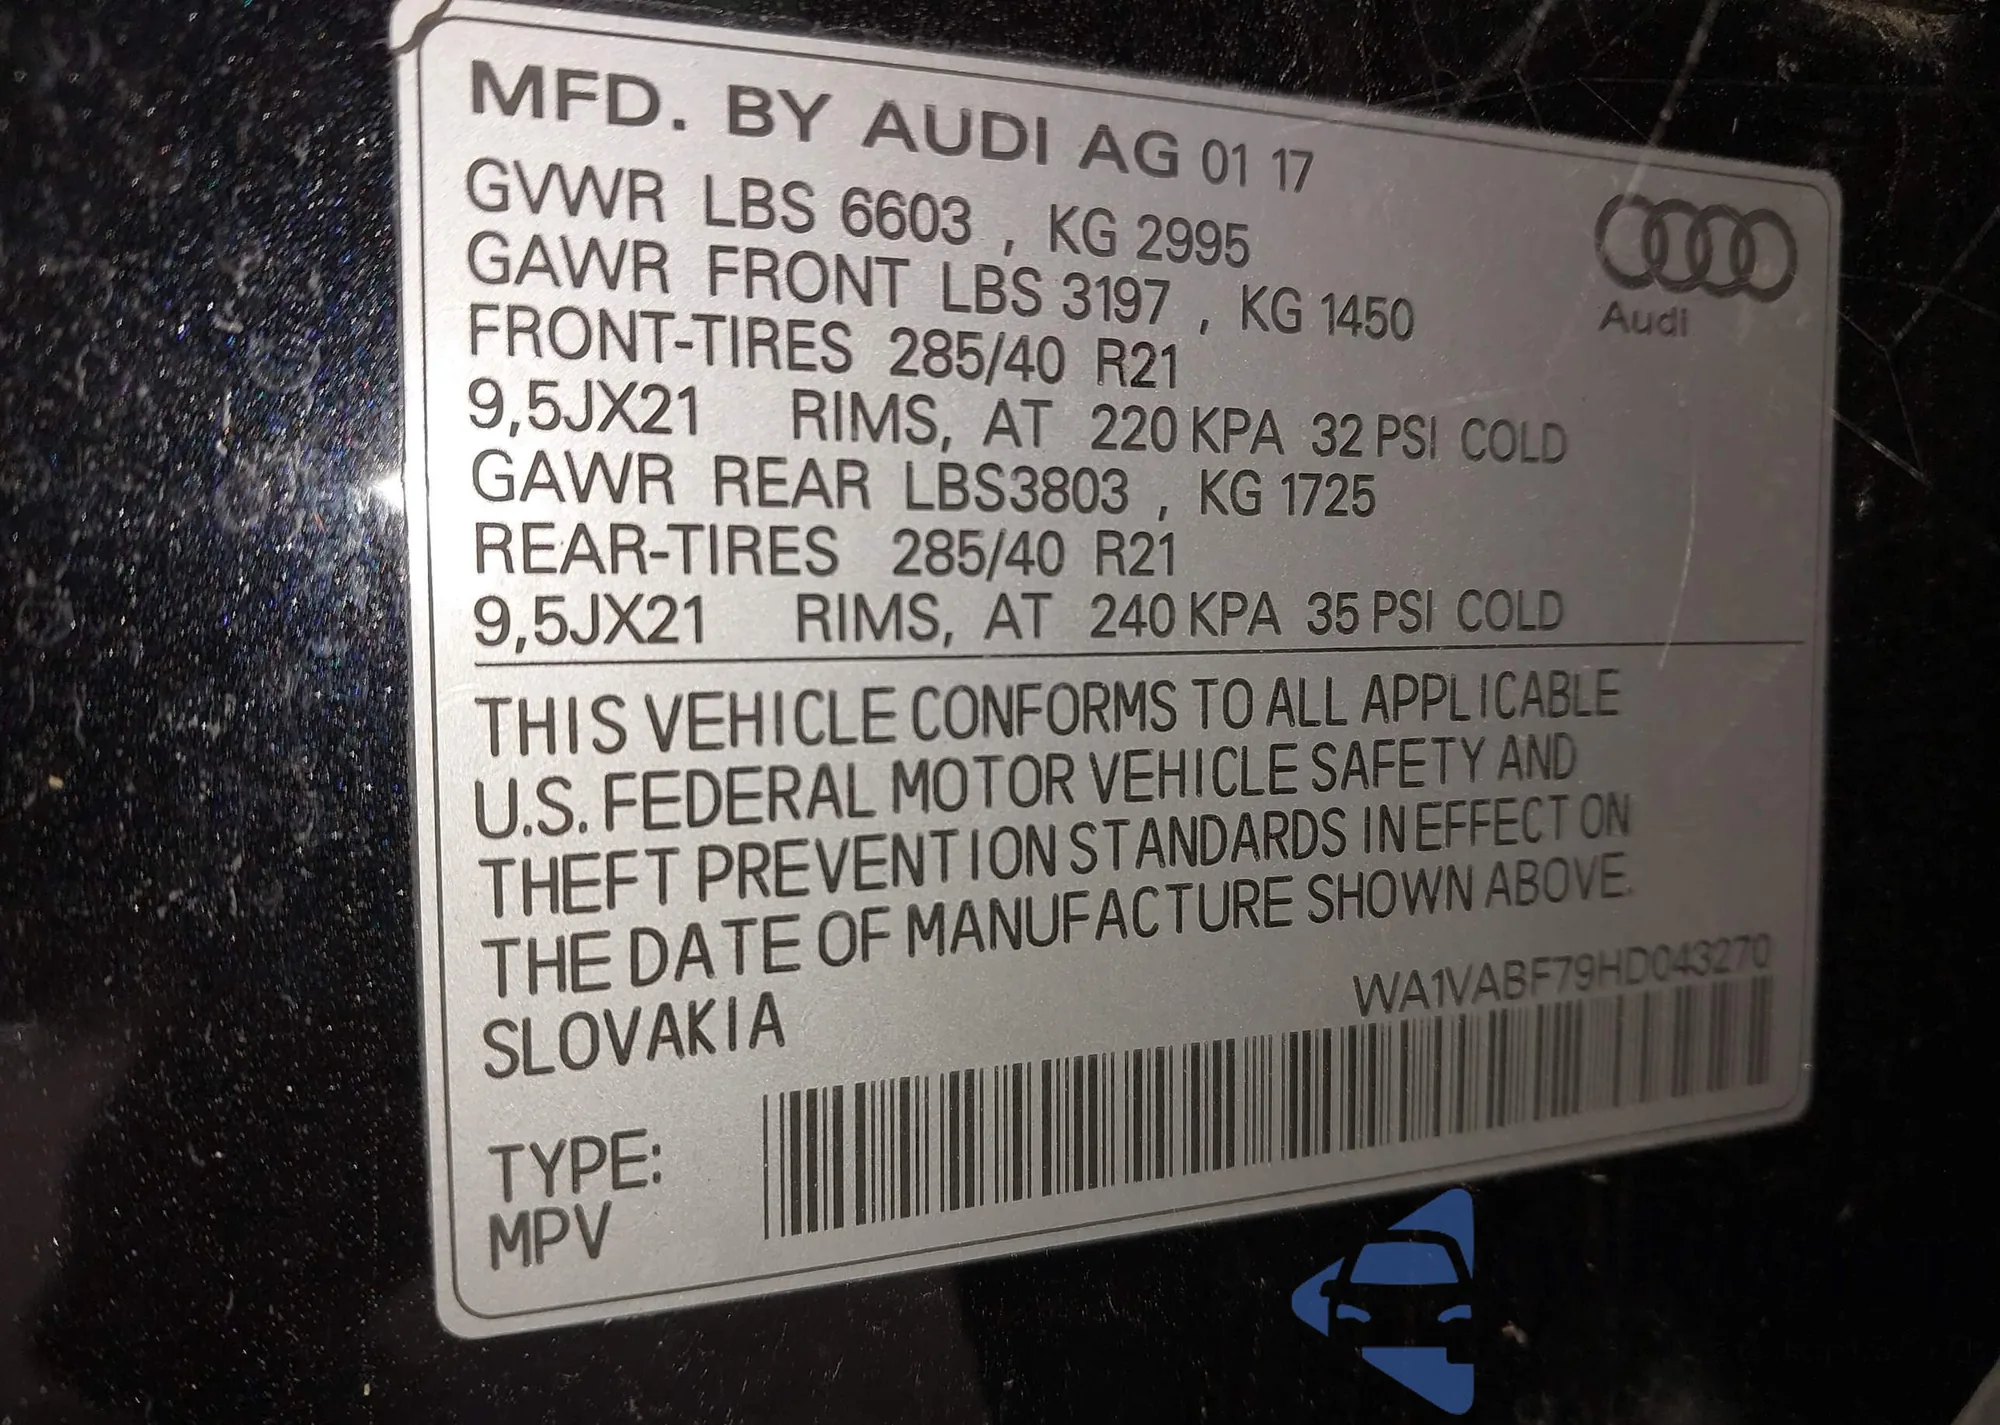 MFD. BY AUDI AG 01 17
GVWR LBS 6603 , KG 2995
GAWR FRONT LBS 3197 , KG 1450
FRONT-TIRES 285/40 R21
9,5JX21 RIMS, AT 220 KPA 32 PSI COLD
GAWR REAR LBS3803 , KG 1725
REAR-TIRES 285/40 R21
9,5JX21 RIMS, AT 240 KPA 35 PSI COLD
Audi
THIS VEHICLE CONFORMS TO ALL APPLICABLE
U.S. FEDERAL MOTOR VEHICLE SAFETY AND
THEFT PREVENTION STANDARDS IN EFFECT ON
THE DATE OF MANUFACTURE SHOWN ABOVE.
SLOVAKIA
WA1VABF79HD043270
TYPE:
MPV